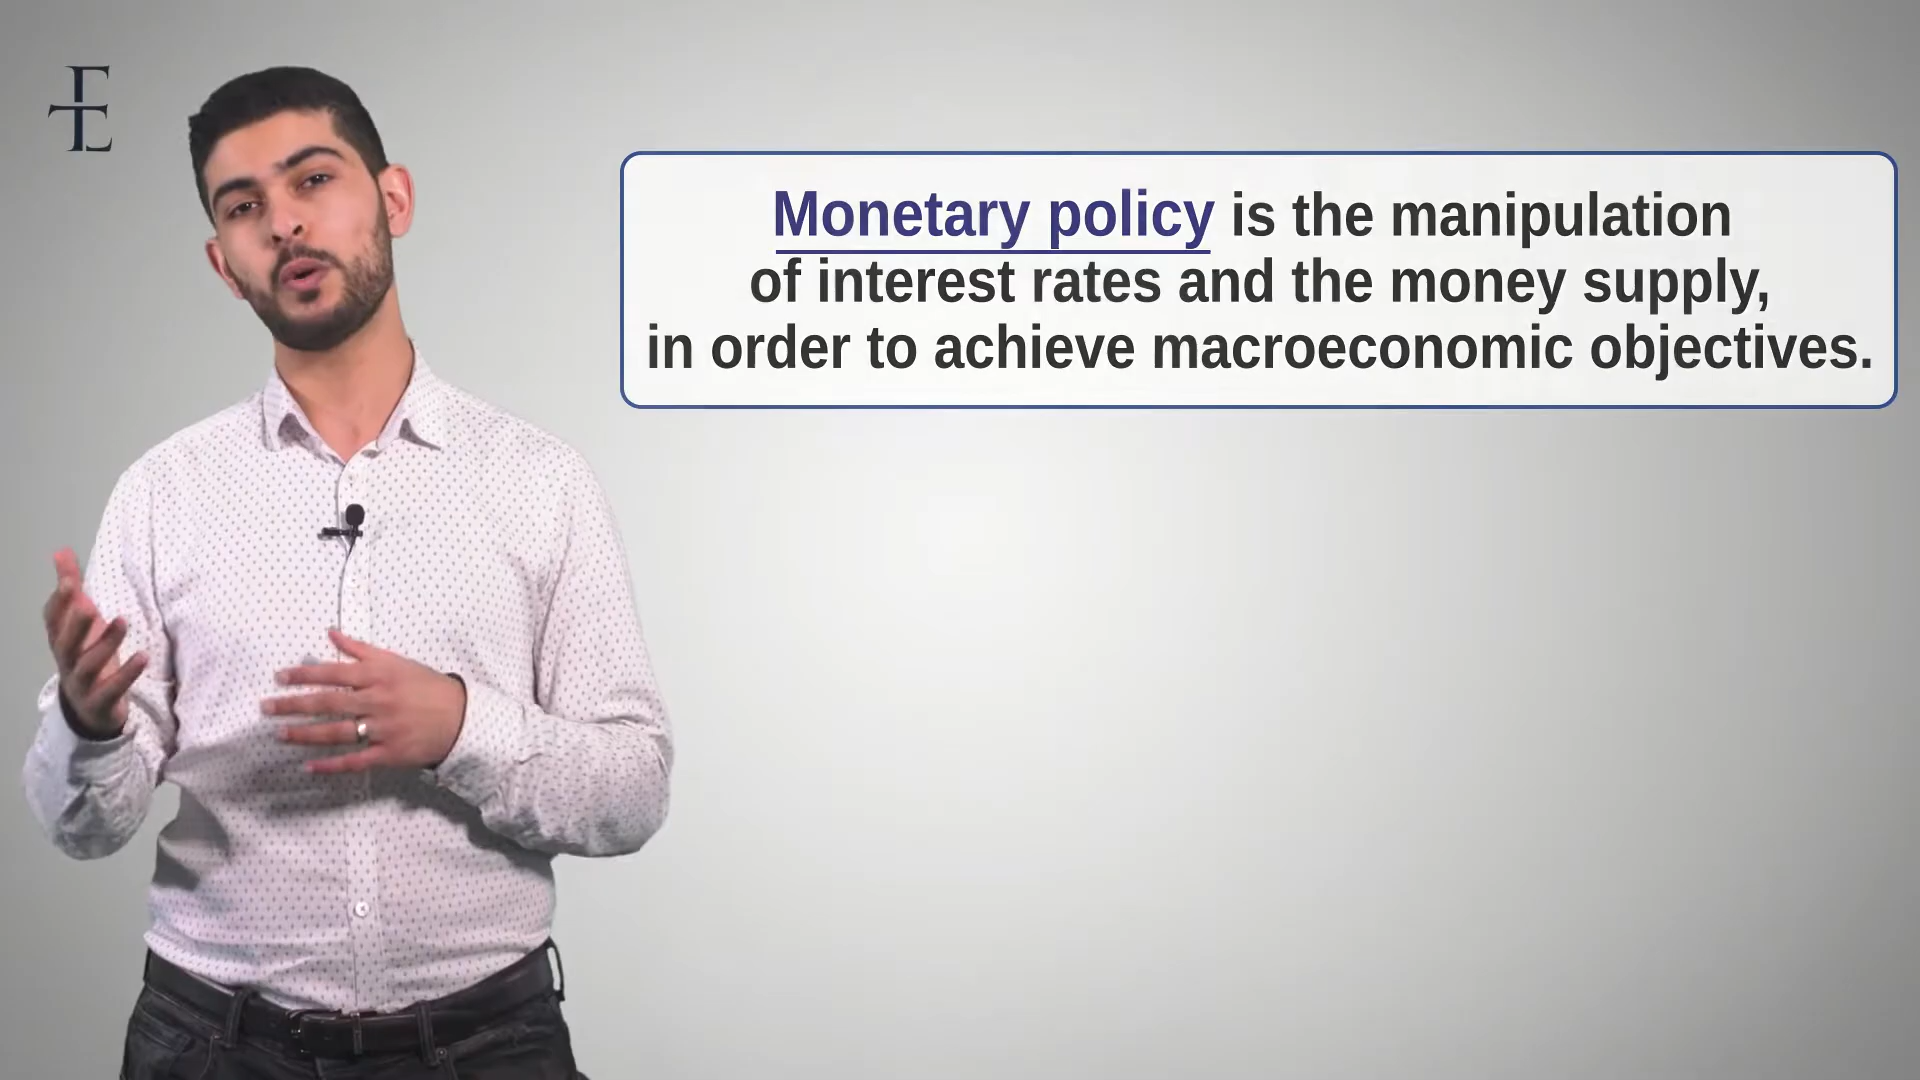 Monetary policy is the manipulation
of interest rates and the money supply,
in order to achieve macroeconomic objectives.